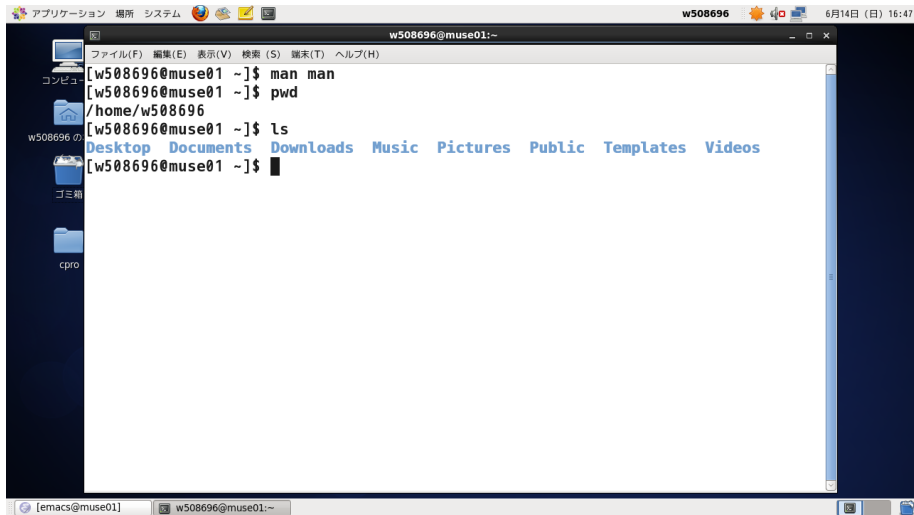 アプリケーション 場所 システム w508696 6月14日 (日) 16:47
w508696@muse01:~
ファイル(F) 編集(E) 表示(V) 検索 (S) 端末(T) ヘルプ(H)
[w508696@muse01 ~]$ man man
[w508696@muse01 ~]$ pwd
/home/w508696
[w508696@muse01 ~]$ ls
Desktop Documents Downloads Music Pictures Public Templates Videos
[w508696@muse01 ~]$
コンピュー
w508696 の
ゴミ箱
cpro
[emacs@muse01] w508696@muse01:~